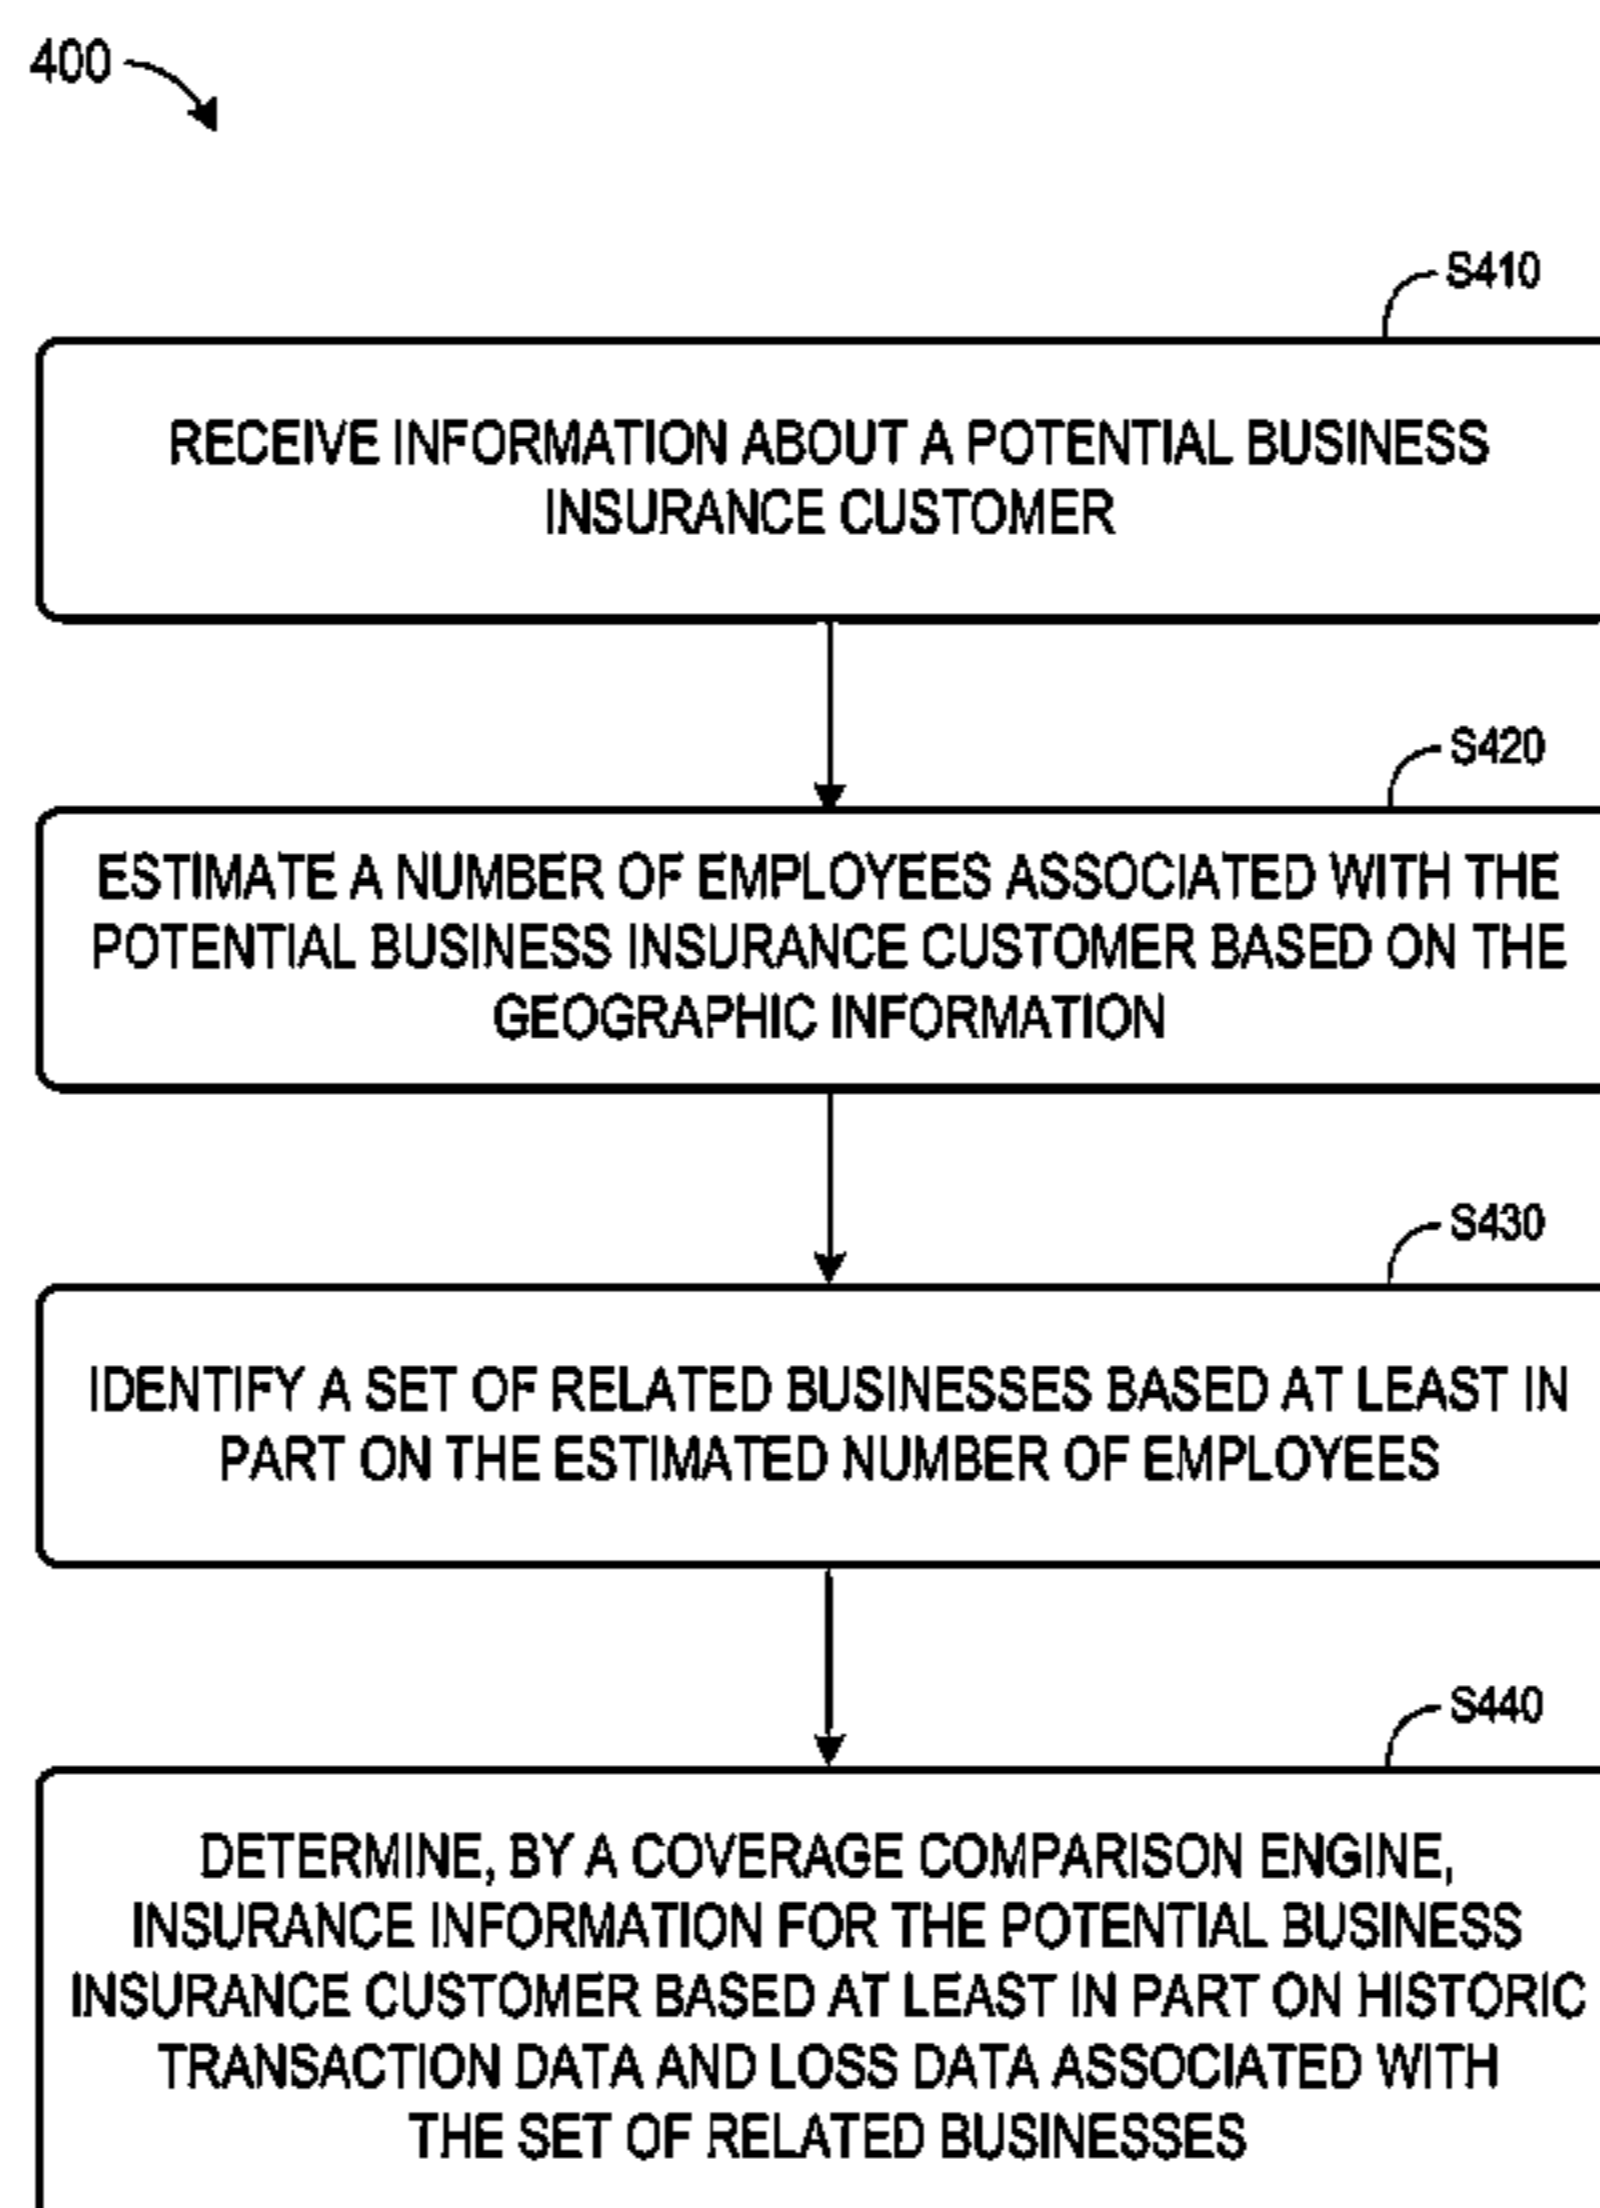 400
S410
RECEIVE INFORMATION ABOUT A POTENTIAL BUSINESS
INSURANCE CUSTOMER
S420
ESTIMATE A NUMBER OF EMPLOYEES ASSOCIATED WITH THE
POTENTIAL BUSINESS INSURANCE CUSTOMER BASED ON THE
GEOGRAPHIC INFORMATION
S430
IDENTIFY A SET OF RELATED BUSINESSES BASED AT LEAST IN
PART ON THE ESTIMATED NUMBER OF EMPLOYEES
S440
DETERMINE, BY A COVERAGE COMPARISON ENGINE,
INSURANCE INFORMATION FOR THE POTENTIAL BUSINESS
INSURANCE CUSTOMER BASED AT LEAST IN PART ON HISTORIC
TRANSACTION DATA AND LOSS DATA ASSOCIATED WITH
THE SET OF RELATED BUSINESSES